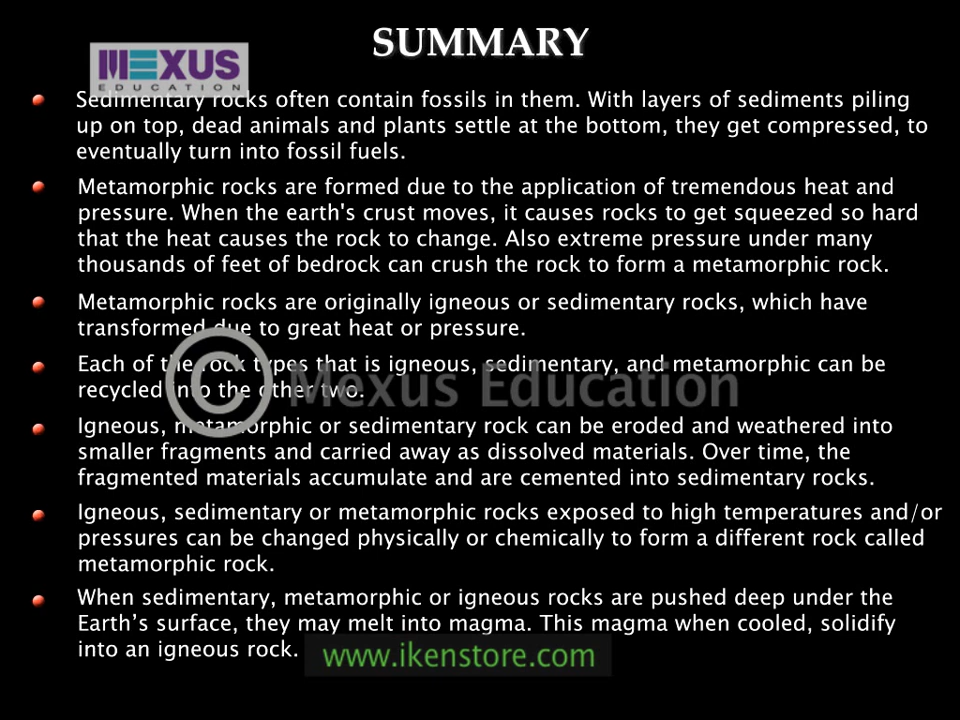 SUMMARY
MEXUS
EDUCATION
Sedimentary rocks often contain fossils in them. With layers of sediments piling
up on top, dead animals and plants settle at the bottom, they get compressed, to
eventually turn into fossil fuels.
Metamorphic rocks are formed due to the application of tremendous heat and
pressure. When the earth's crust moves, it causes rocks to get squeezed so hard
that the heat causes the rock to change. Also extreme pressure under many
thousands of feet of bedrock can crush the rock to form a metamorphic rock.
Metamorphic rocks are originally igneous or sedimentary rocks, which have
transformed due to great heat or pressure.
Each of the rock types that is igneous, sedimentary, and metamorphic can be
recycled into the other two.
© Mexus Education
Igneous, metamorphic or sedimentary rock can be eroded and weathered into
smaller fragments and carried away as dissolved materials. Over time, the
fragmented materials accumulate and are cemented into sedimentary rocks.
Igneous, sedimentary or metamorphic rocks exposed to high temperatures and/or
pressures can be changed physically or chemically to form a different rock called
metamorphic rock.
When sedimentary, metamorphic or igneous rocks are pushed deep under the
Earth’s surface, they may melt into magma. This magma when cooled, solidify
into an igneous rock.
www.ikenstore.com